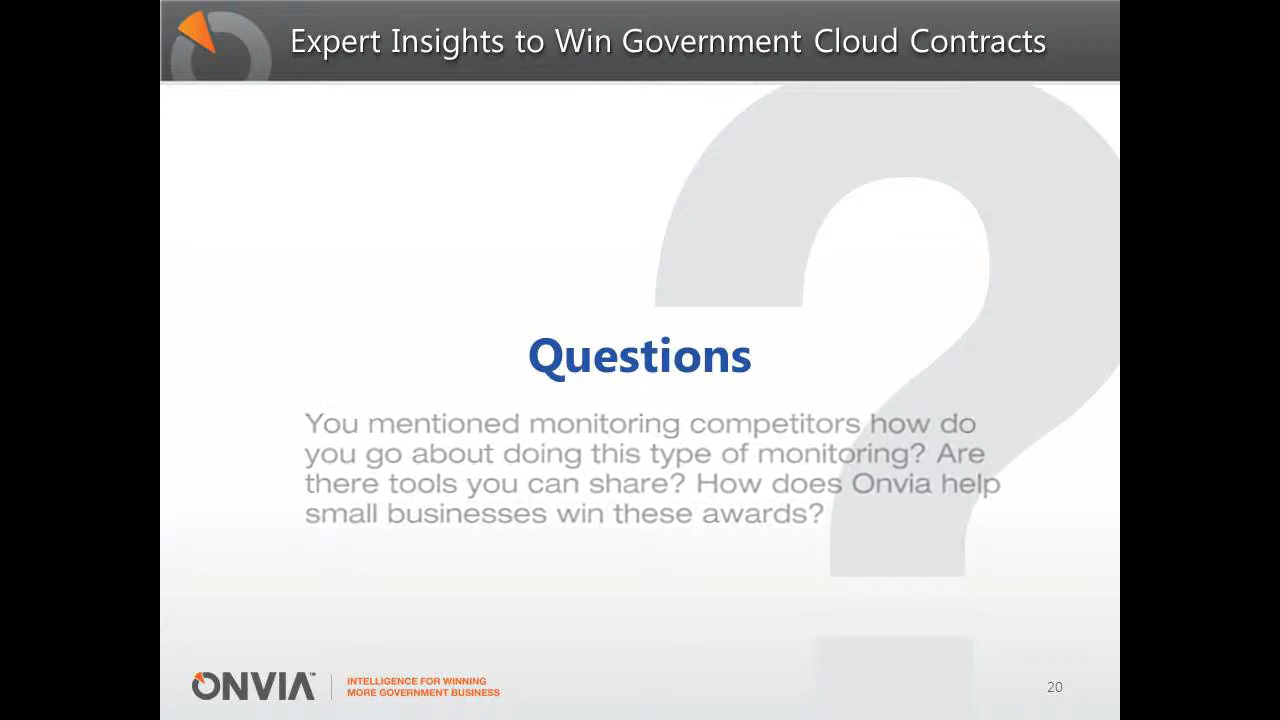 Expert Insights to Win Government Cloud Contracts
Questions
You mentioned monitoring competitors how do
you go about doing this type of monitoring? Are
there tools you can share? How does Onvia help
small businesses win these awards?
ONVIA™
INTELLIGENCE FOR WINNING
MORE GOVERNMENT BUSINESS
20